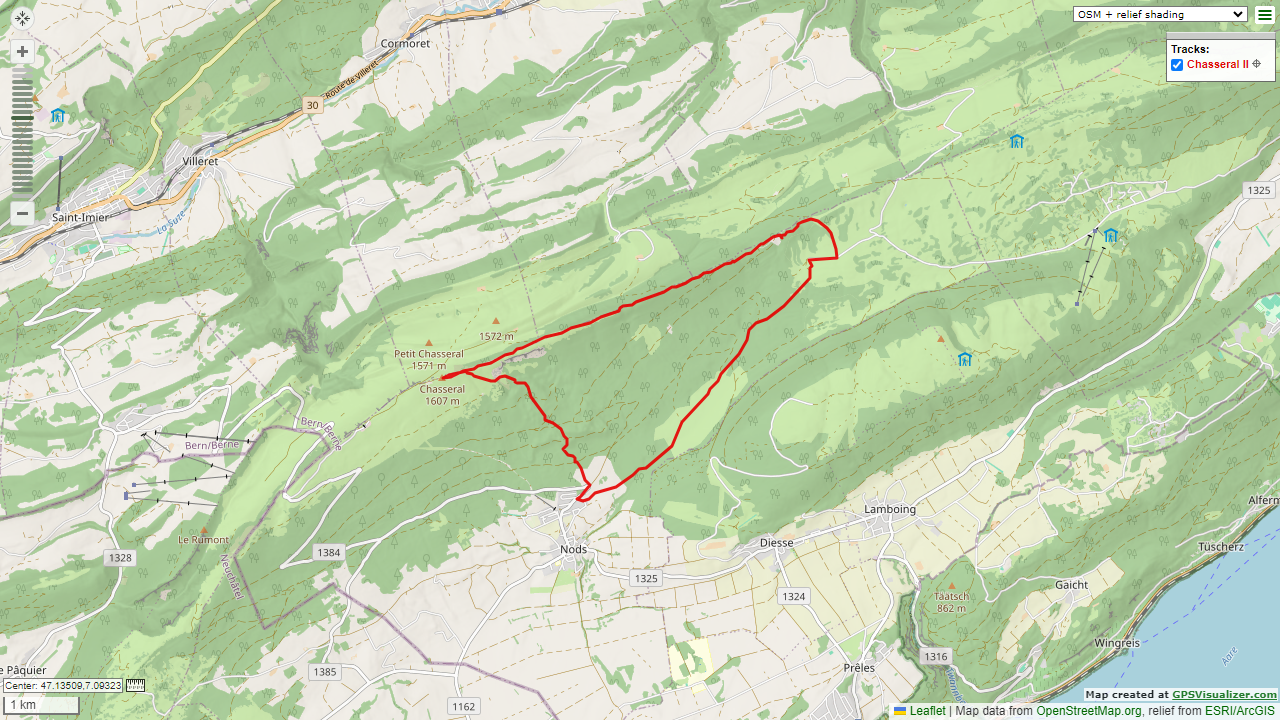 OSM + relief shading
Tracks:
Chasseral II
+
−
Cormoret
Route de Villeret
30
Villeret
Saint-Imier
La Suze
1325
1572 m
Petit Chasseral
1571 m
Chasseral
1607 m
Bern/Berne
Bern/Berne
Le Rumont
Neuchâtel
1328
1384
Nods
1325
Diesse
Lamboing
1324
Alferm
Tüscherz
Gaicht
Taatsch
862 m
Wingreis
Aare
1316
Prêles
1385
1162
e Pâquier
Center: 47.13509,7.09323
1 km
Map created at GPSVisualizer.com
Leaflet | Map data from OpenStreetMap.org, relief from ESRI/ArcGIS